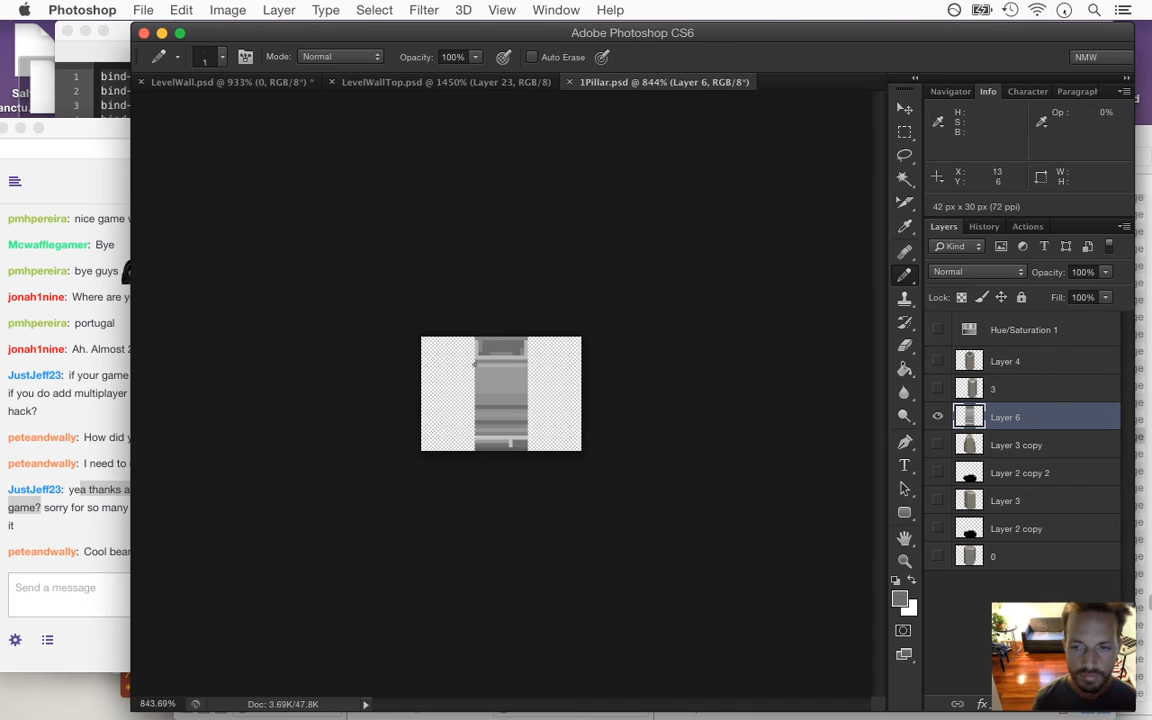 Photoshop File Edit Image Layer Type Select Filter 3D View Window Help
Adobe Photoshop CS6
1 Mode: Normal Opacity: 100% Auto Erase NMW
LevelWall.psd @ 933% (0, RGB/8*) * LevelWallTop.psd @ 1450% (Layer 23, RGB/8) 1Pillar.psd @ 844% (Layer 6, RGB/8*)
Navigator Info Character Paragraph
H: Op: 0%
S:
B:
X: 13 W:
Y: 6 H:
42 px x 30 px (72 ppi)
Layers History Actions
Kind
Normal Opacity: 100%
Lock: Fill: 100%
Hue/Saturation 1
Layer 4
3
Layer 6
Layer 3 copy
Layer 2 copy 2
Layer 3
Layer 2 copy
0
fx
843.69% Doc: 3.69K/47.8K
1 bind-
2 bind-
3 bind-
pmhpereira: nice game
Mcwafflegamer: Bye
pmhpereira: bye guys
jonah1nine: Where are
pmhpereira: portugal
jonah1nine: Ah. Almost
JustJeff23: if your game
if you do add multiplayer
hack?
peteandwally: How did
peteandwally: I need to
JustJeff23: yea thanks a
game? sorry for so many
it
peteandwally: Cool
Send a message